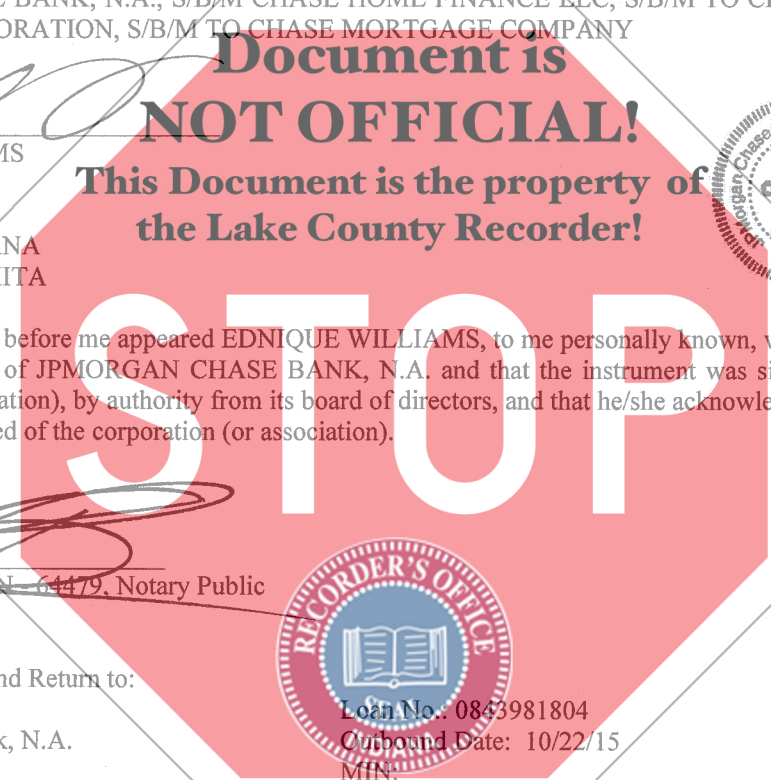 BANK, N.A., S/B/M TO CHASE HOME FINANCE LLC, S/B/M TO
ORATION, S/B/M TO CHASE MORTGAGE COMPANY
Document is
NOT OFFICIAL!
MS
This Document is the property of
the Lake County Recorder!
JPMorgan Chase
NA
ITA
STOP
before me appeared EDNIQUE WILLIAMS, to me personally known,
of JPMORGAN CHASE BANK, N.A. and that the instrument was si
ation), by authority from its board of directors, and that he/she acknowle
ed of the corporation (or association).
64479, Notary Public
RECORDER'S OFFICE
nd Return to:
Loan No.: 0843981804
k, N.A.
Outbound Date: 10/22/15
MIN: